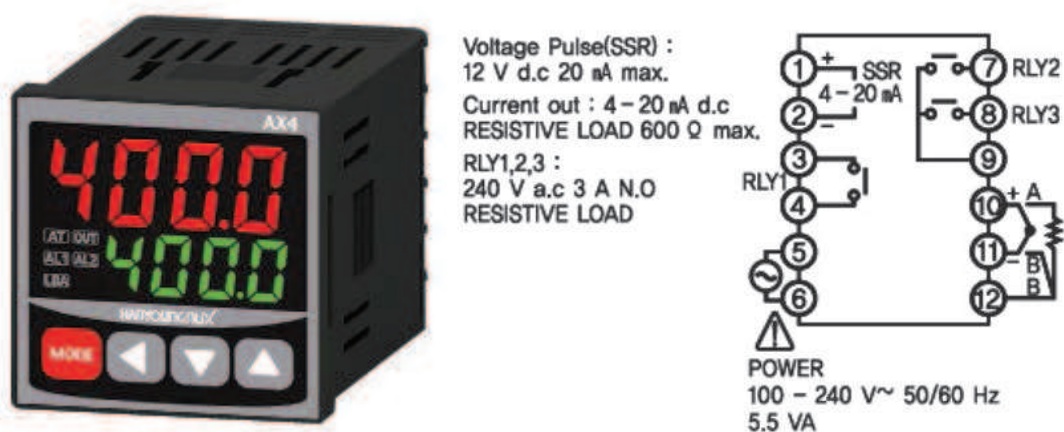 AX4
400.0
AT OUT
AL1 AL2
400.0
LBA
HANYOUNG NUX
MODE
Voltage Pulse(SSR) :
12 V d.c 20 mA max.
Current out : 4 - 20 mA d.c
RESISTIVE LOAD 600 Ω max.
RLY1,2,3 :
240 V a.c 3 A N.O
RESISTIVE LOAD
1 + SSR 7 RLY2
4 - 20 mA
2 - 8 RLY3
3 9
RLY1
4 10 + A
5 11 - B'
6 12 B
POWER
100 - 240 V~ 50/60 Hz
5.5 VA